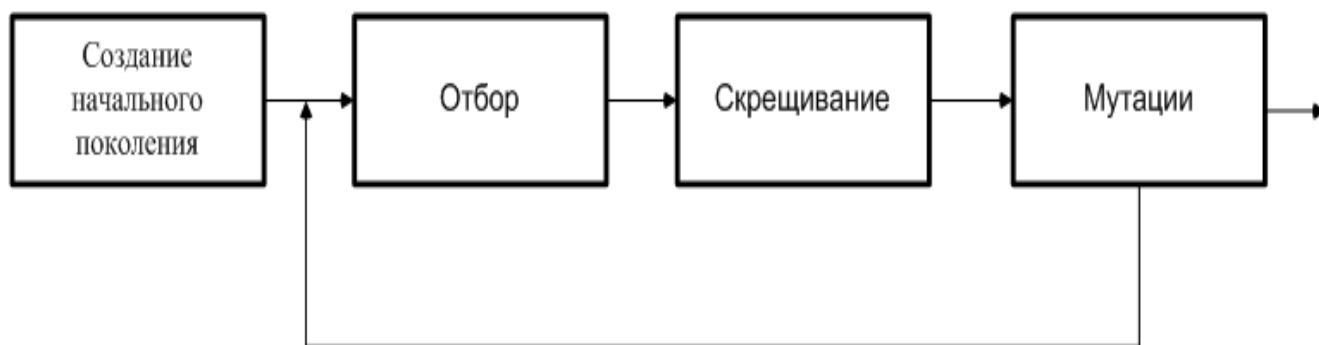 Создание
начального
поколения
Отбор
Скрещивание
Мутации